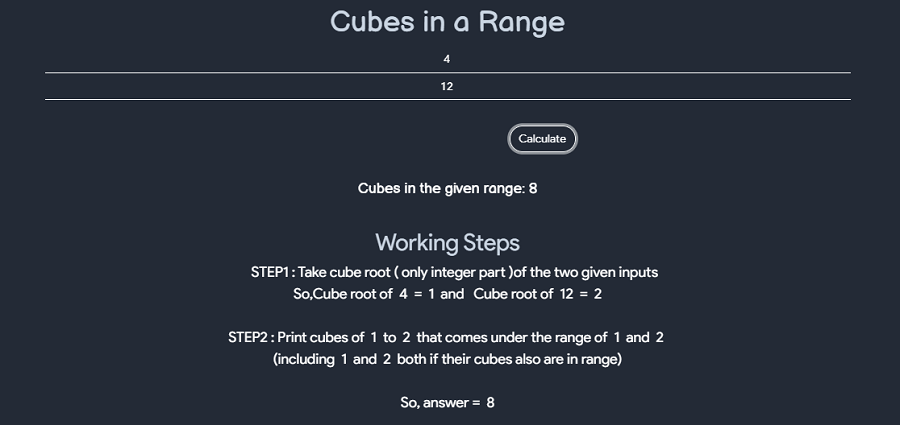 Cubes in a Range
4
12
Calculate
Cubes in the given range: 8
Working Steps
STEP1 : Take cube root ( only integer part )of the two given inputs
So,Cube root of 4 = 1 and Cube root of 12 = 2
STEP2 : Print cubes of 1 to 2 that comes under the range of 1 and 2
(including 1 and 2 both if their cubes also are in range)
So, answer = 8